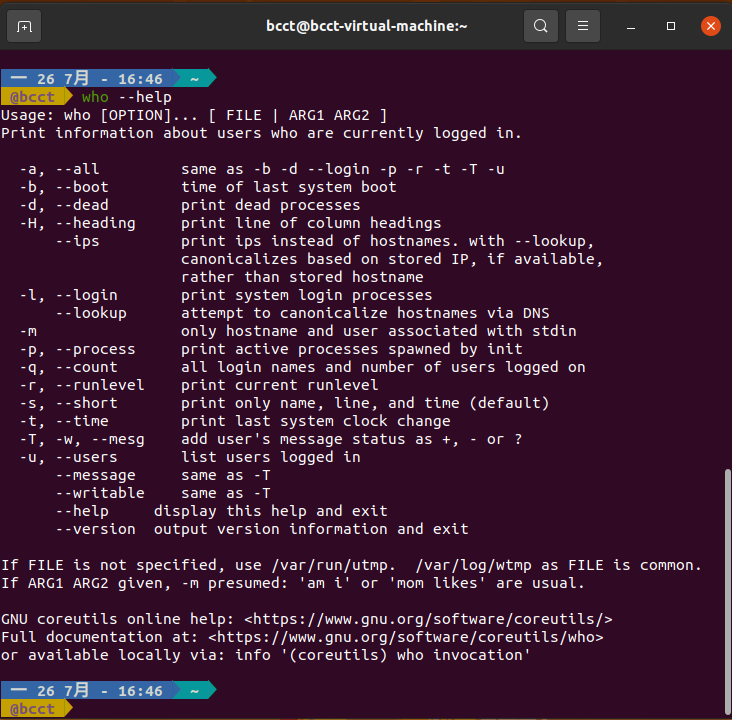 bcct@bcct-virtual-machine:~
一 26 7月 - 16:46 ~
@bcct who --help
Usage: who [OPTION]... [ FILE | ARG1 ARG2 ]
Print information about users who are currently logged in.
-a, --all same as -b -d --login -p -r -t -T -u
-b, --boot time of last system boot
-d, --dead print dead processes
-H, --heading print line of column headings
--ips print ips instead of hostnames. with --lookup,
canonicalizes based on stored IP, if available,
rather than stored hostname
-l, --login print system login processes
--lookup attempt to canonicalize hostnames via DNS
-m only hostname and user associated with stdin
-p, --process print active processes spawned by init
-q, --count all login names and number of users logged on
-r, --runlevel print current runlevel
-s, --short print only name, line, and time (default)
-t, --time print last system clock change
-T, -w, --mesg add user's message status as +, - or ?
-u, --users list users logged in
--message same as -T
--writable same as -T
--help display this help and exit
--version output version information and exit
If FILE is not specified, use /var/run/utmp. /var/log/wtmp as FILE is common.
If ARG1 ARG2 given, -m presumed: 'am i' or 'mom likes' are usual.
GNU coreutils online help: <https://www.gnu.org/software/coreutils/>
Full documentation at: <https://www.gnu.org/software/coreutils/who>
or available locally via: info '(coreutils) who invocation'
一 26 7月 - 16:46 ~
@bcct